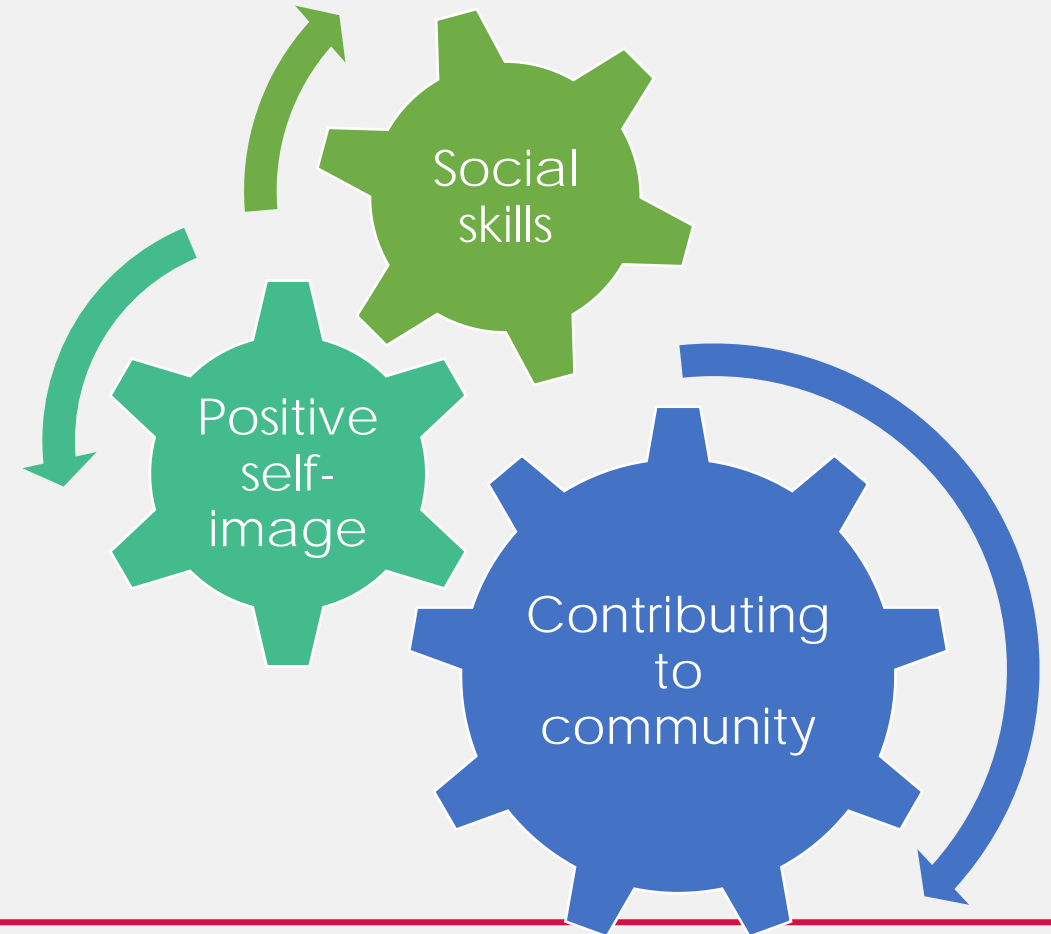 Social
skills
Positive
self-
image
Contributing
to
community